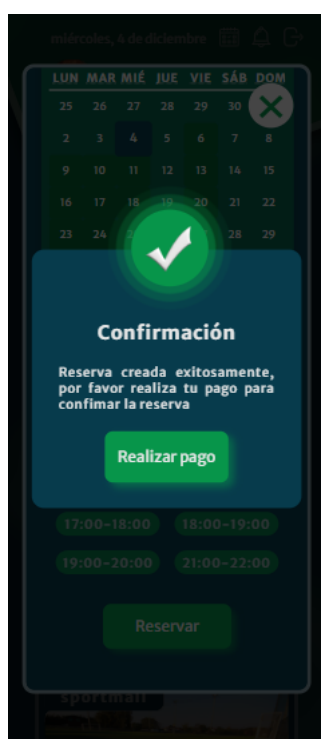 miércoles, 4 de diciembre
LUN MAR MIÉ JUE VIE SÁB DOM
25 26 27 28 29 30
2 3 4 5 6 7 8
9 10 11 12 13 14 15
16 17 18 19 20 21 22
23 24 28 29
Confirmación
Reserva creada exitosamente,
por favor realiza tu pago para
confimar la reserva
Realizar pago
17:00-18:00 18:00-19:00
19:00-20:00 21:00-22:00
Reservar
sportmall